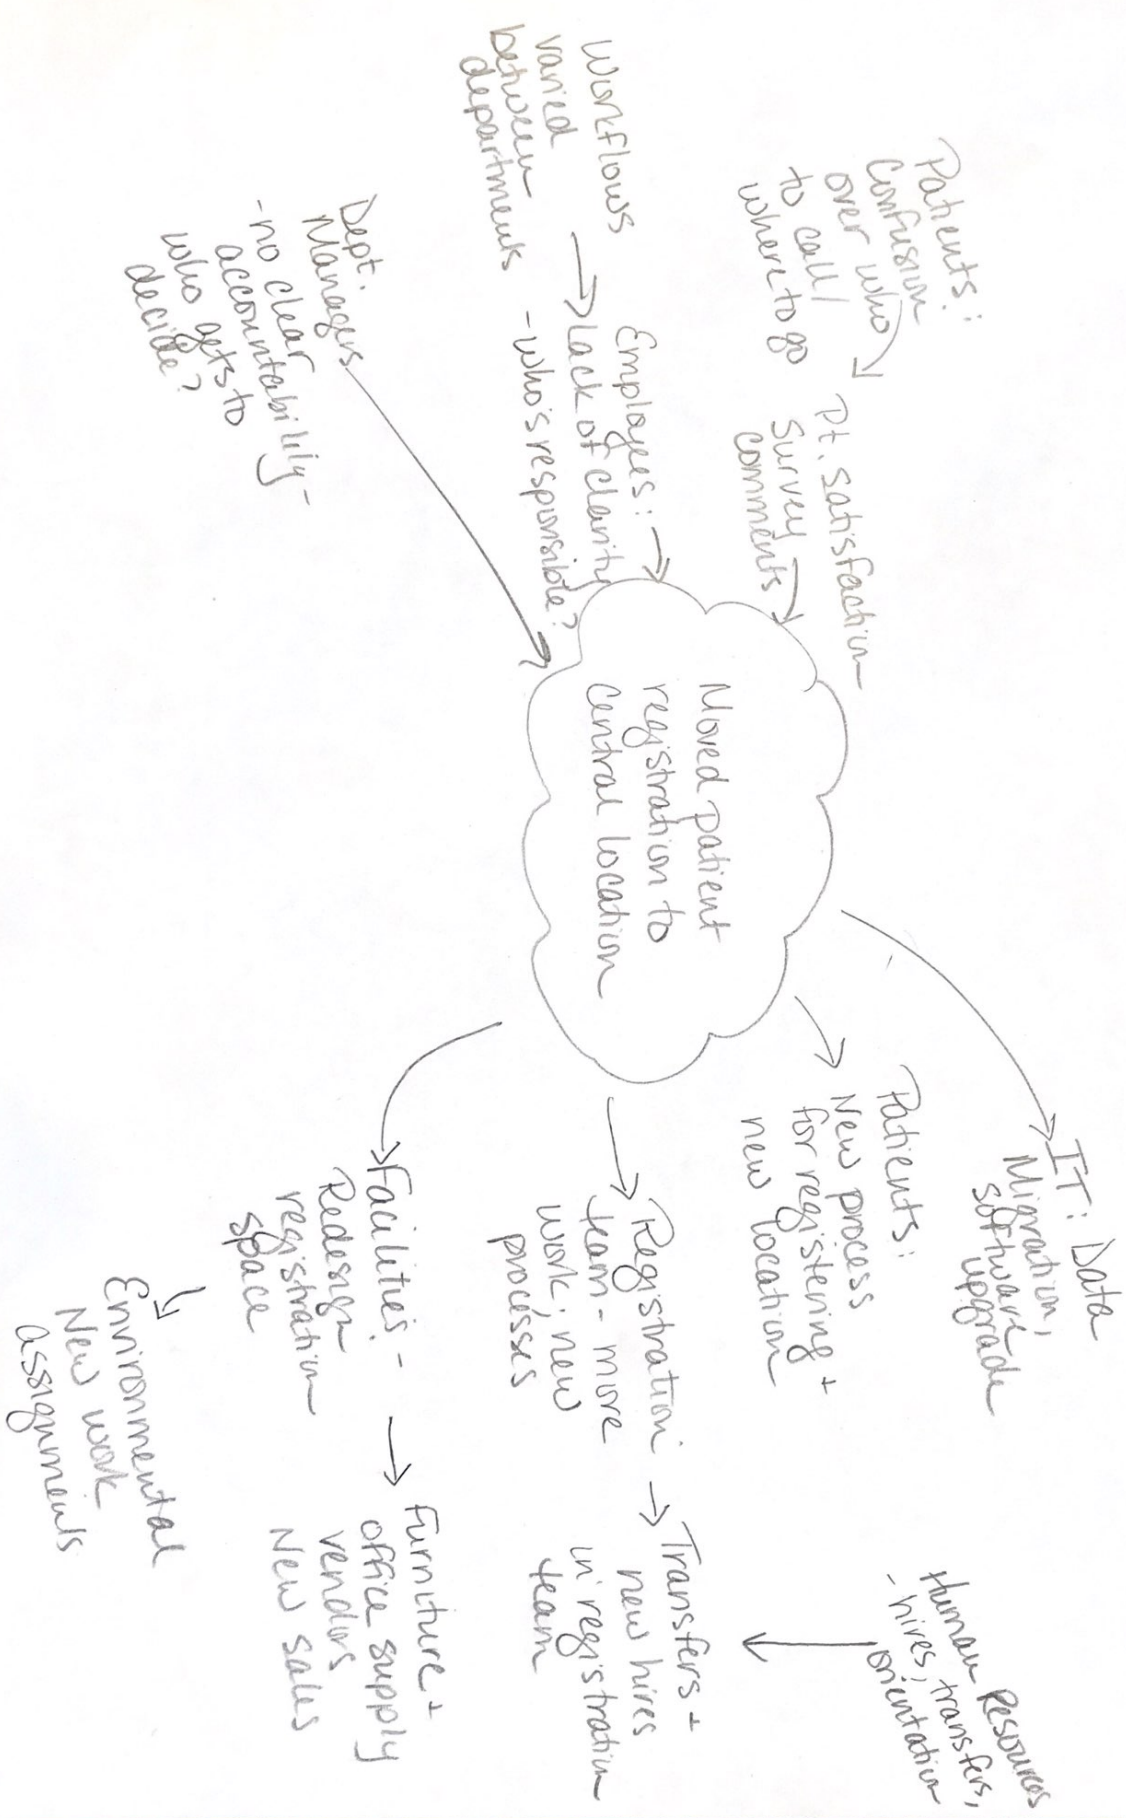 Patients:
Confusion
over who
to call/
where to go
Pt. satisfaction
survey
comments
Workflows
varied
between
departments
Employees:
Lack of clarity
- who's responsible?
Dept.
Managers
- no clear
accountability -
who gets to
decide?
Moved patient
registration to
central location
IT: Data
Migration,
software
upgrade
Patients:
New process
for registering +
new location
Registration:
team - more
work; new
processes
Transfers +
new hires
in registration
team
Human Resources
- hires, transfers,
orientation
Facilities -
Redesign
registration
space
Furniture +
office supply
vendors
New sales
Environmental
New work
assignments